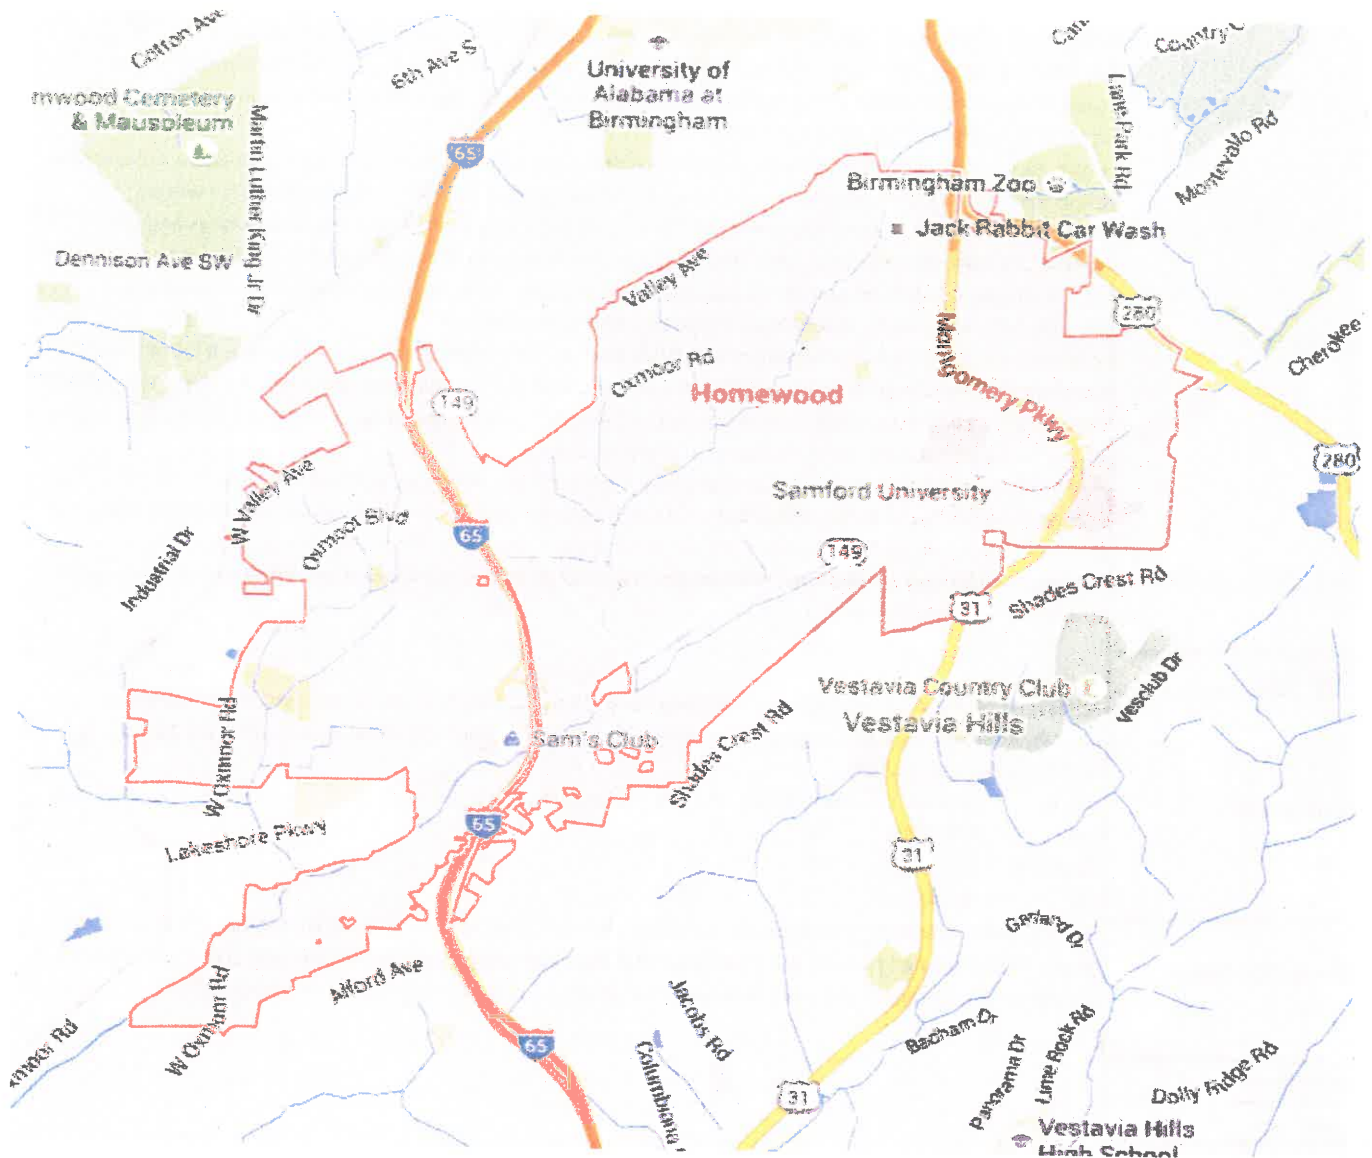 Cotton Ave
6th Ave S
University of
Alabama at
Birmingham
Country C
mwood Cemetery
& Mausoleum
Martin Luther King Jr Dr
65
Lane Park Rd
Montevallo Rd
Birmingham Zoo
Jack Rabbit Car Wash
Dennison Ave SW
Valley Ave
280
Montgomery Pkwy
Cherokee
Oxmoor Rd
Homewood
149
280
W Valley Ave
Samford University
Oxmoor Blvd
65
Industrial Dr
149
Shades Crest Rd
31
Vestavia Country Club
Vesclub Dr
Vestavia Hills
W Oxmoor Rd
Sam's Club
Shades Crest Rd
65
Lakeshore Pkwy
31
Garland Dr
W Oxmoor Rd
Alford Ave
Jacobs Rd
xmoor Rd
65
Columbiana
Bacham Dr
Panorama Dr
Lime Rock Rd
Dolly Ridge Rd
31
Vestavia Hills
High School